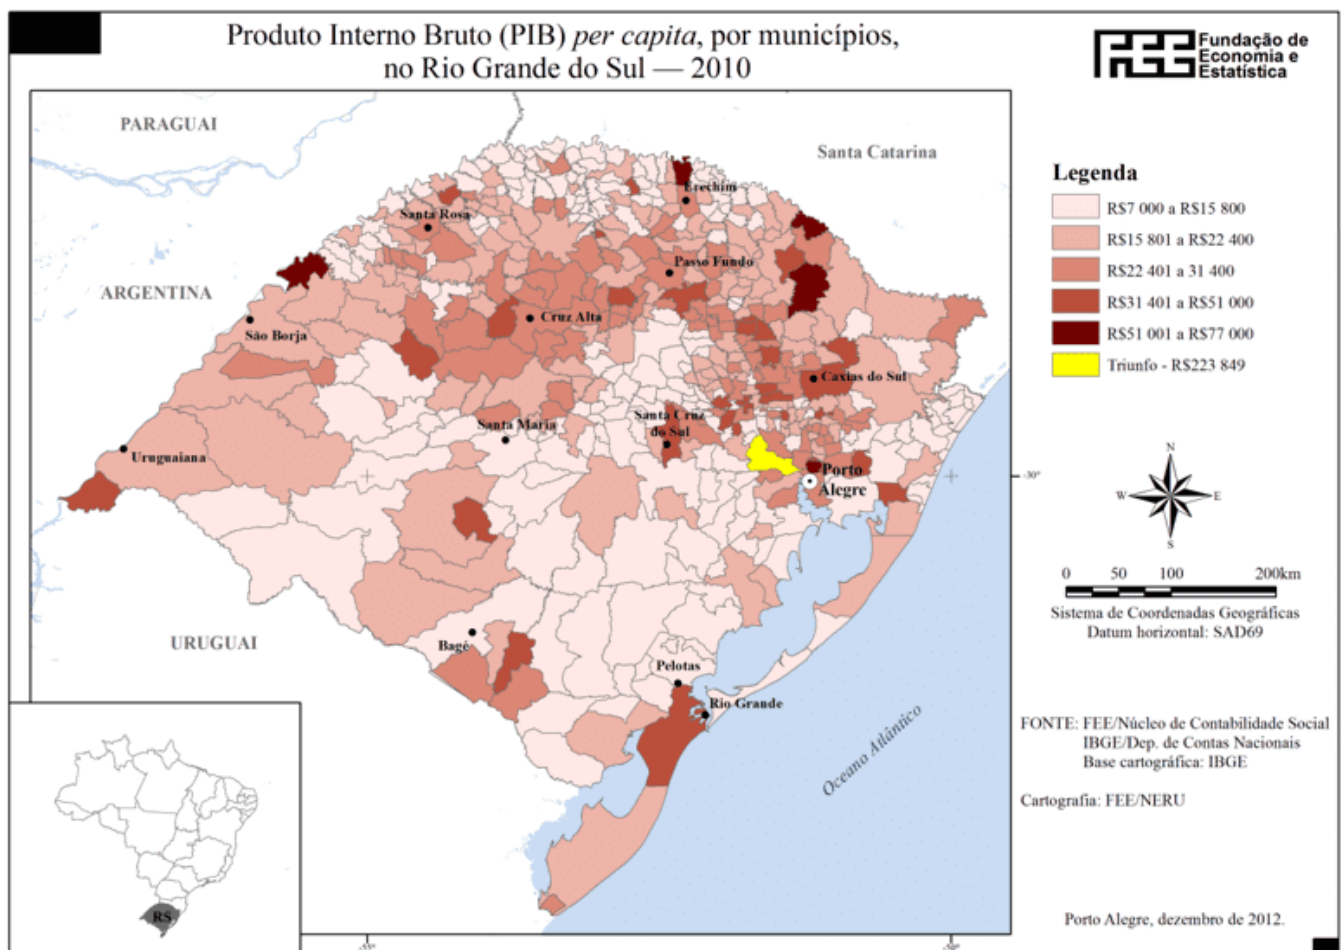 Produto Interno Bruto (PIB) per capita, por municípios,
no Rio Grande do Sul — 2010
FEE
Fundação de
Economia e
Estatística
PARAGUAI
Santa Catarina
Erechim
Santa Rosa
Passo Fundo
ARGENTINA
Cruz Alta
São Borja
Caxias do Sul
Santa Cruz
do Sul
Santa Maria
Uruguaiana
Porto
Alegre
-30°
URUGUAI
Bagé
Pelotas
Rio Grande
Oceano Atlântico
RS
Legenda
R$7 000 a R$15 800
R$15 801 a R$22 400
R$22 401 a 31 400
R$31 401 a R$51 000
R$51 001 a R$77 000
Triunfo - R$223 849
N
W E
S
0 50 100 200km
Sistema de Coordenadas Geográficas
Datum horizontal: SAD69
FONTE: FEE/Núcleo de Contabilidade Social
IBGE/Dep. de Contas Nacionais
Base cartográfica: IBGE
Cartografia: FEE/NERU
Porto Alegre, dezembro de 2012.